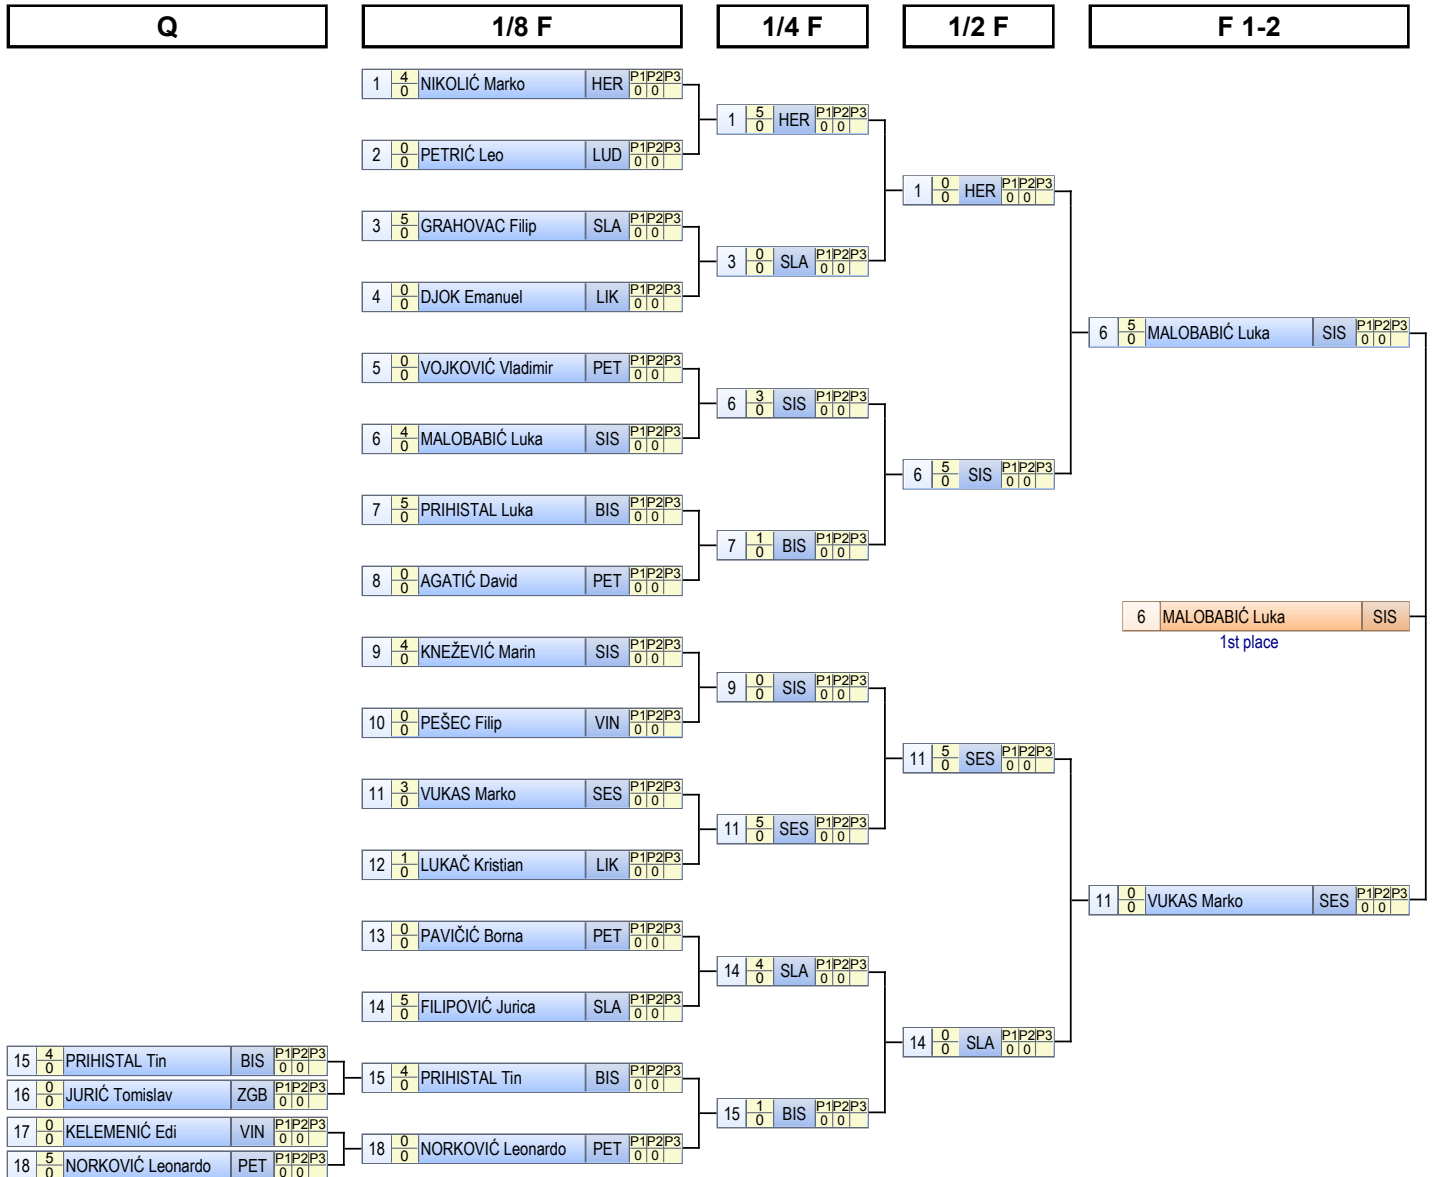 Q 1/8 F 1/4 F 1/2 F F 1-2
1 4 0 NIKOLIĆ Marko HER P1 P2 P3 0 0
1 5 0 HER P1 P2 P3 0 0
2 0 0 PETRIĆ Leo LUD P1 P2 P3 0 0
1 0 0 HER P1 P2 P3 0 0
3 5 0 GRAHOVAC Filip SLA P1 P2 P3 0 0
3 0 0 SLA P1 P2 P3 0 0
4 0 0 DJOK Emanuel LIK P1 P2 P3 0 0
6 5 0 MALOBABIĆ Luka SIS P1 P2 P3 0 0
5 0 0 VOJKOVIĆ Vladimir PET P1 P2 P3 0 0
6 3 0 SIS P1 P2 P3 0 0
6 4 0 MALOBABIĆ Luka SIS P1 P2 P3 0 0
6 5 0 SIS P1 P2 P3 0 0
7 5 0 PRIHISTAL Luka BIS P1 P2 P3 0 0
7 1 0 BIS P1 P2 P3 0 0
8 0 0 AGATIĆ David PET P1 P2 P3 0 0
6 MALOBABIĆ Luka SIS
1st place
9 4 0 KNEŽEVIĆ Marin SIS P1 P2 P3 0 0
9 0 0 SIS P1 P2 P3 0 0
10 0 0 PEŠEC Filip VIN P1 P2 P3 0 0
11 5 0 SES P1 P2 P3 0 0
11 3 0 VUKAS Marko SES P1 P2 P3 0 0
11 5 0 SES P1 P2 P3 0 0
12 1 0 LUKAČ Kristian LIK P1 P2 P3 0 0
11 0 0 VUKAS Marko SES P1 P2 P3 0 0
13 0 0 PAVIČIĆ Borna PET P1 P2 P3 0 0
14 4 0 SLA P1 P2 P3 0 0
14 5 0 FILIPOVIĆ Jurica SLA P1 P2 P3 0 0
14 0 0 SLA P1 P2 P3 0 0
15 4 0 PRIHISTAL Tin BIS P1 P2 P3 0 0
15 4 0 PRIHISTAL Tin BIS P1 P2 P3 0 0
16 0 0 JURIĆ Tomislav ZGB P1 P2 P3 0 0
15 1 0 BIS P1 P2 P3 0 0
17 0 0 KELEMENIĆ Edi VIN P1 P2 P3 0 0
18 0 0 NORKOVIĆ Leonardo PET P1 P2 P3 0 0
18 5 0 NORKOVIĆ Leonardo PET P1 P2 P3 0 0